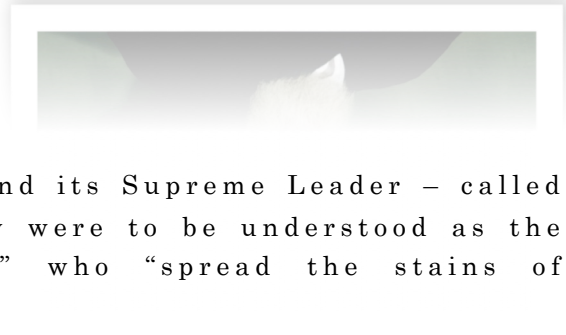 nd its Supreme Leader – called
were to be understood as the
” who “spread the stains of